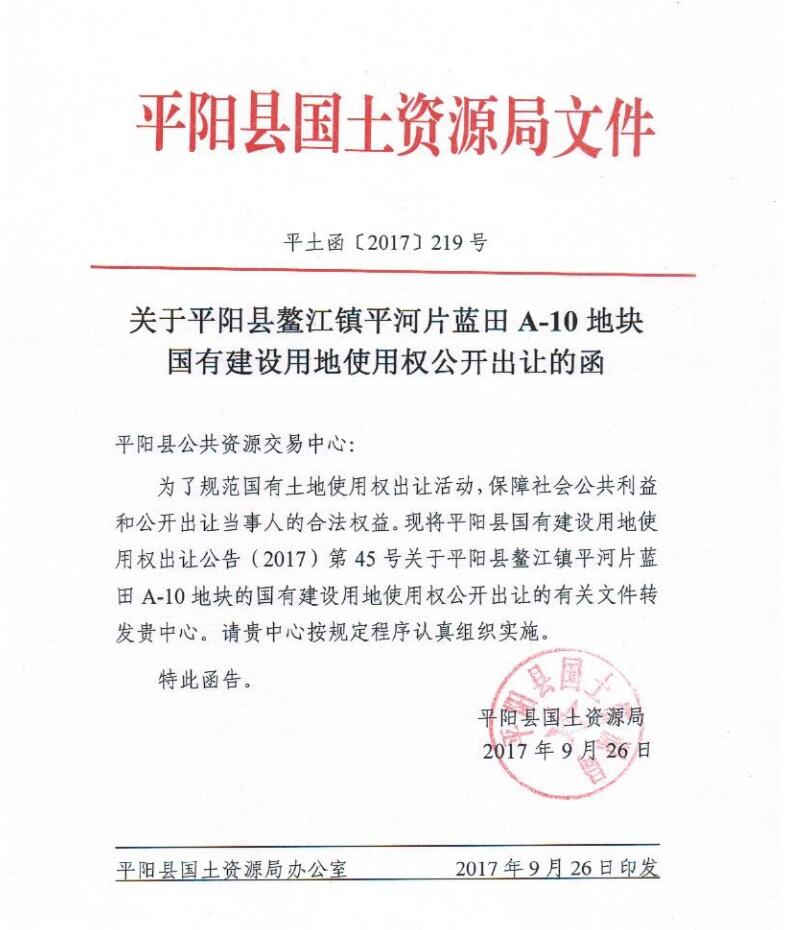 平阳县国土资源局文件
平土函〔2017〕219 号
关于平阳县鳌江镇平河片蓝田 A-10 地块
国有建设用地使用权公开出让的函
平阳县公共资源交易中心：
为了规范国有土地使用权出让活动，保障社会公共利益
和公开出让当事人的合法权益。现将平阳县国有建设用地使
用权出让公告（2017）第 45 号关于平阳县鳌江镇平河片蓝
田 A-10 地块的国有建设用地使用权公开出让的有关文件转
发贵中心。请贵中心按规定程序认真组织实施。
特此函告。
平阳县国土资源局
平阳县国土资源局
2017 年 9 月 26 日
平阳县国土资源局办公室 2017 年 9 月 26 日印发